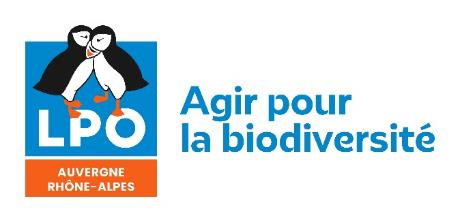 LPO
AUVERGNE
RHÔNE-ALPES
Agir pour
la biodiversité